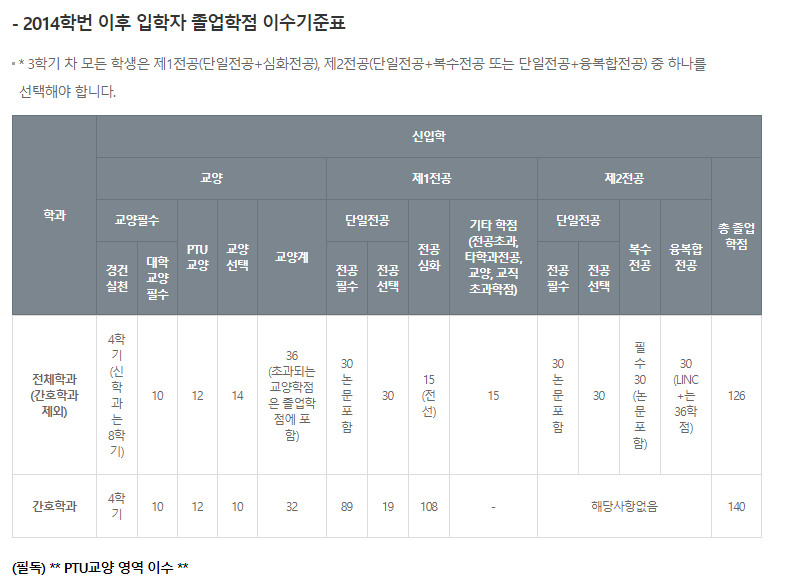 - 2014학번 이후 입학자 졸업학점 이수기준표
* 3학기 차 모든 학생은 제1전공(단일전공+심화전공), 제2전공(단일전공+복수전공 또는 단일전공+융복합전공) 중 하나를
선택해야 합니다.
학과
신입학
교양
제1전공
제2전공
총 졸업
학점
교양필수
PTU
교양
교양
선택
교양계
단일전공
전공
심화
기타 학점
(전공초과,
타학과전공,
교양, 교직
초과학점)
단일전공
복수
전공
융복합
전공
경건
실천
대학
교양
필수
전공
필수
전공
선택
전공
필수
전공
선택
전체학과
(간호학과
제외)
4학
기
(신
학
과
는
8학
기)
10
12
14
36
(초과되는
교양학점
은 졸업학
점에 포
함)
30
논
문
포
함
30
15
(전
선)
15
30
논
문
포
함
30
필
수
30
(논
문
포
함)
30
(LINC
+는
36학
점)
126
간호학과
4학
기
10
12
10
32
89
19
108
-
해당사항없음
140
(필독) ** PTU교양 영역 이수 **